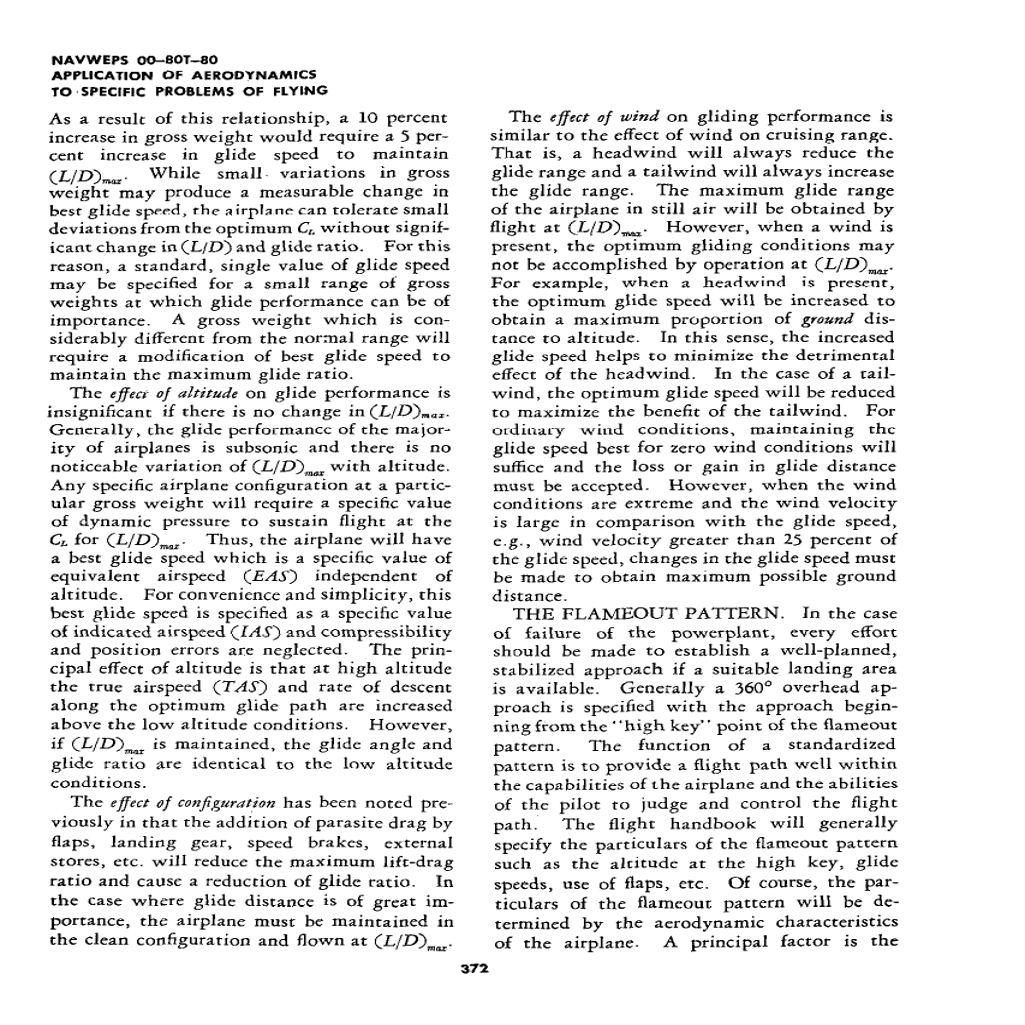 NAVWEPS 00-80T-80
APPLICATION OF AERODYNAMICS
TO SPECIFIC PROBLEMS OF FLYING
As a result of this relationship, a 10 percent
increase in gross weight would require a 5 per-
cent increase in glide speed to maintain
(L/D)max. While small variations in gross
weight may produce a measurable change in
best glide speed, the airplane can tolerate small
deviations from the optimum CL without signif-
icant change in (L/D) and glide ratio. For this
reason, a standard, single value of glide speed
may be specified for a small range of gross
weights at which glide performance can be of
importance. A gross weight which is con-
siderably different from the normal range will
require a modification of best glide speed to
maintain the maximum glide ratio.
The effect of altitude on glide performance is
insignificant if there is no change in (L/D)max.
Generally, the glide performance of the major-
ity of airplanes is subsonic and there is no
noticeable variation of (L/D)max with altitude.
Any specific airplane configuration at a partic-
ular gross weight will require a specific value
of dynamic pressure to sustain flight at the
CL for (L/D)max. Thus, the airplane will have
a best glide speed which is a specific value of
equivalent airspeed (EAS) independent of
altitude. For convenience and simplicity, this
best glide speed is specified as a specific value
of indicated airspeed (IAS) and compressibility
and position errors are neglected. The prin-
cipal effect of altitude is that at high altitude
the true airspeed (TAS) and rate of descent
along the optimum glide path are increased
above the low altitude conditions. However,
if (L/D)max is maintained, the glide angle and
glide ratio are identical to the low altitude
conditions.
The effect of configuration has been noted pre-
viously in that the addition of parasite drag by
flaps, landing gear, speed brakes, external
stores, etc. will reduce the maximum lift-drag
ratio and cause a reduction of glide ratio. In
the case where glide distance is of great im-
portance, the airplane must be maintained in
the clean configuration and flown at (L/D)max.
The effect of wind on gliding performance is
similar to the effect of wind on cruising range.
That is, a headwind will always reduce the
glide range and a tailwind will always increase
the glide range. The maximum glide range
of the airplane in still air will be obtained by
flight at (L/D)max. However, when a wind is
present, the optimum gliding conditions may
not be accomplished by operation at (L/D)max.
For example, when a headwind is present,
the optimum glide speed will be increased to
obtain a maximum proportion of ground dis-
tance to altitude. In this sense, the increased
glide speed helps to minimize the detrimental
effect of the headwind. In the case of a tail-
wind, the optimum glide speed will be reduced
to maximize the benefit of the tailwind. For
ordinary wind conditions, maintaining the
glide speed best for zero wind conditions will
suffice and the loss or gain in glide distance
must be accepted. However, when the wind
conditions are extreme and the wind velocity
is large in comparison with the glide speed,
e.g., wind velocity greater than 25 percent of
the glide speed, changes in the glide speed must
be made to obtain maximum possible ground
distance.
THE FLAMEOUT PATTERN. In the case
of failure of the powerplant, every effort
should be made to establish a well-planned,
stabilized approach if a suitable landing area
is available. Generally a 360° overhead ap-
proach is specified with the approach begin-
ning from the "high key" point of the flameout
pattern. The function of a standardized
pattern is to provide a flight path well within
the capabilities of the airplane and the abilities
of the pilot to judge and control the flight
path. The flight handbook will generally
specify the particulars of the flameout pattern
such as the altitude at the high key, glide
speeds, use of flaps, etc. Of course, the par-
ticulars of the flameout pattern will be de-
termined by the aerodynamic characteristics
of the airplane. A principal factor is the
372